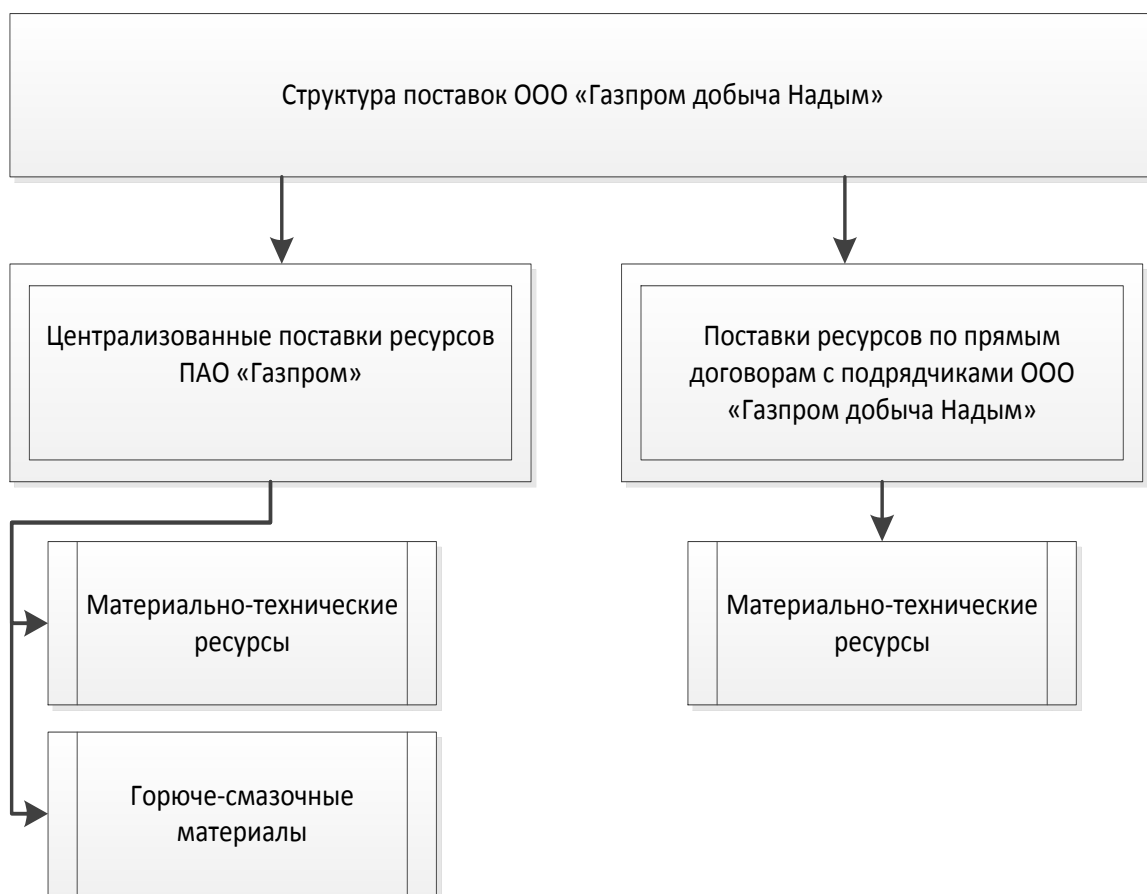 Структура поставок ООО «Газпром добыча Надым»
Централизованные поставки ресурсов
ПАО «Газпром»
Поставки ресурсов по прямым
договорам с подрядчиками ООО
«Газпром добыча Надым»
Материально-технические
ресурсы
Материально-технические
ресурсы
Горюче-смазочные
материалы